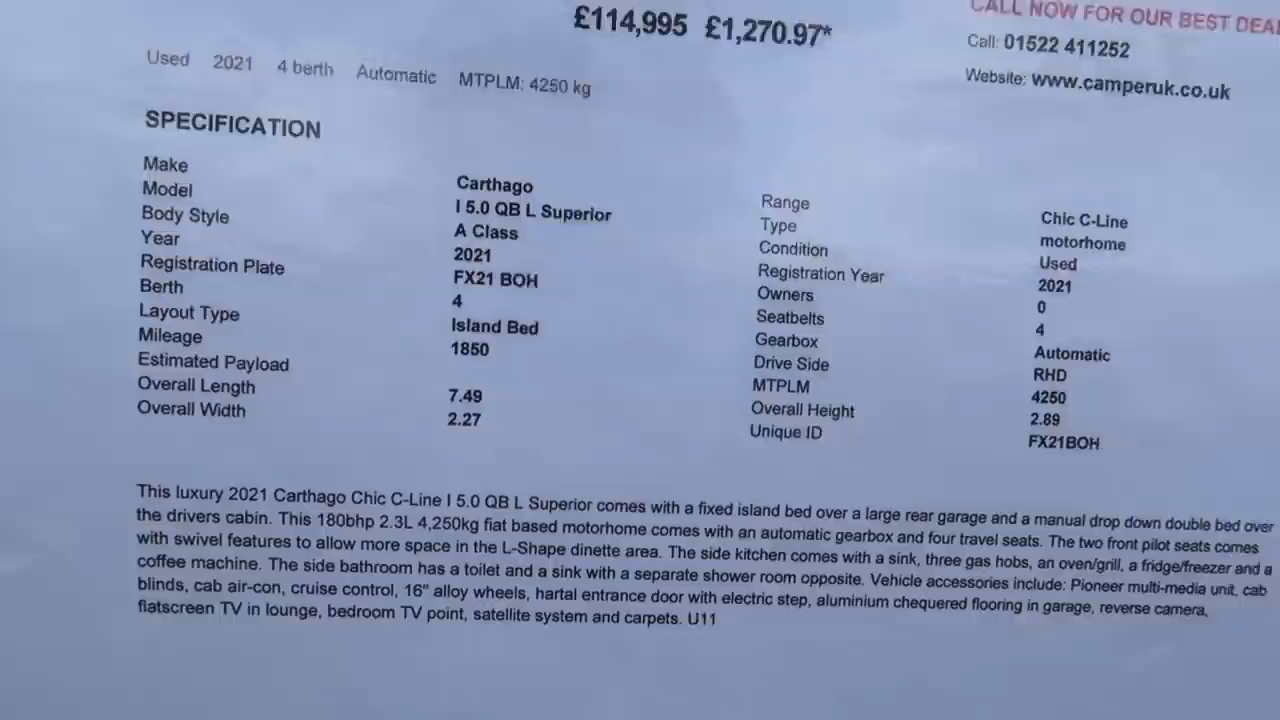 £114,995 £1,270.97*
CALL NOW FOR OUR BEST DEAL
Call: 01522 411252
Website: www.camperuk.co.uk
Used 2021 4 berth Automatic MTPLM: 4250 kg
SPECIFICATION
Make Carthago
Model I 5.0 QB L Superior
Body Style A Class
Year 2021
Registration Plate FX21 BOH
Berth 4
Layout Type Island Bed
Mileage 1850
Estimated Payload
Overall Length 7.49
Overall Width 2.27
Range Chic C-Line
Type motorhome
Condition Used
Registration Year 2021
Owners 0
Seatbelts 4
Gearbox Automatic
Drive Side RHD
MTPLM 4250
Overall Height 2.89
Unique ID FX21BOH
This luxury 2021 Carthago Chic C-Line I 5.0 QB L Superior comes with a fixed island bed over a large rear garage and a manual drop down double bed over
the drivers cabin. This 180bhp 2.3L 4,250kg fiat based motorhome comes with an automatic gearbox and four travel seats. The two front pilot seats comes
with swivel features to allow more space in the L-Shape dinette area. The side kitchen comes with a sink, three gas hobs, an oven/grill, a fridge/freezer and a
coffee machine. The side bathroom has a toilet and a sink with a separate shower room opposite. Vehicle accessories include: Pioneer multi-media unit, cab
blinds, cab air-con, cruise control, 16" alloy wheels, hartal entrance door with electric step, aluminium chequered flooring in garage, reverse camera,
flatscreen TV in lounge, bedroom TV point, satellite system and carpets. U11